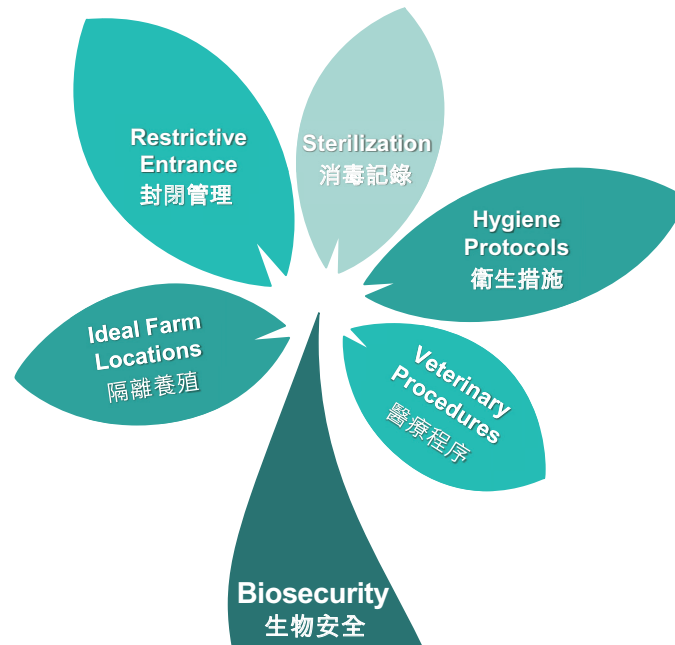 Restrictive
Entrance
封閉管理
Sterilization
消毒記錄
Hygiene
Protocols
衛生措施
Ideal Farm
Locations
隔離養殖
Veterinary
Procedures
醫療程序
Biosecurity
生物安全